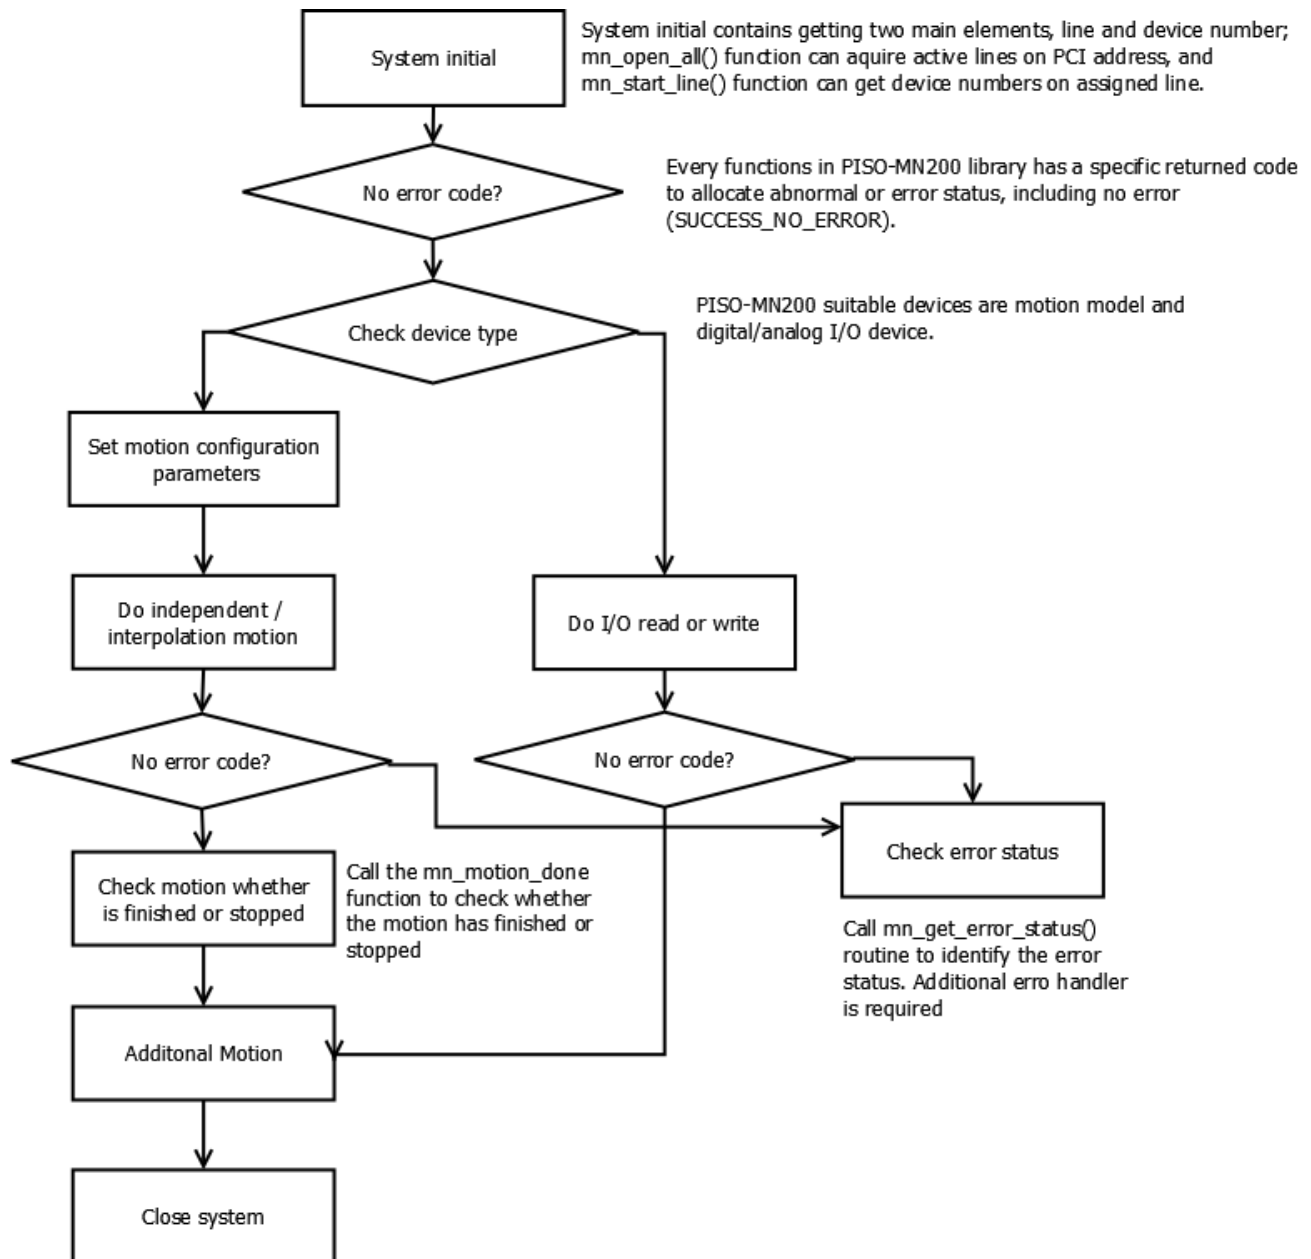 System initial
System initial contains getting two main elements, line and device number;
mn_open_all() function can aquire active lines on PCI address, and
mn_start_line() function can get device numbers on assigned line.
No error code?
Every functions in PISO-MN200 library has a specific returned code
to allocate abnormal or error status, including no error
(SUCCESS_NO_ERROR).
Check device type
PISO-MN200 suitable devices are motion model and
digital/analog I/O device.
Set motion configuration
parameters
Do independent /
interpolation motion
Do I/O read or write
No error code?
No error code?
Check error status
Check motion whether
is finished or stopped
Call the mn_motion_done
function to check whether
the motion has finished or
stopped
Call mn_get_error_status()
routine to identify the error
status. Additional erro handler
is required
Additonal Motion
Close system